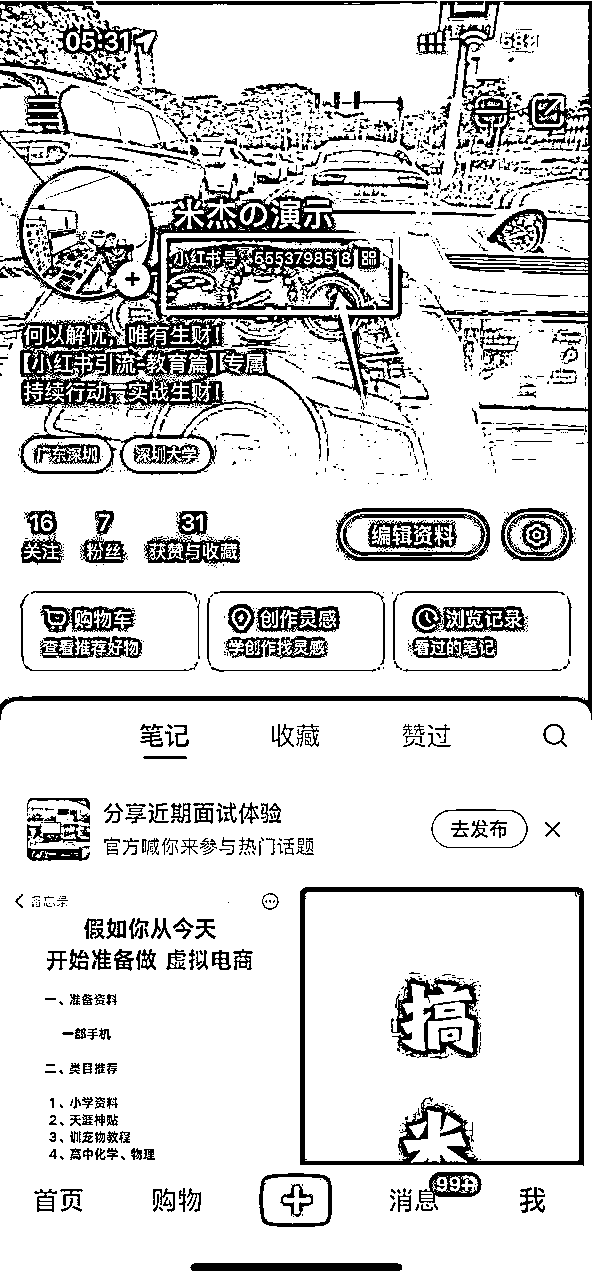 05:31
米杰の演示
小红书号：5553798518
何以解忧，唯有生财！
【小红书引流-教育篇】专属
持续行动，实战生财！
广东深圳 深圳大学
16 7 31
关注 粉丝 获赞与收藏
编辑资料
购物车 创作灵感 浏览记录
查看推荐好物 学创作找灵感 看过的笔记
笔记 收藏 赞过
分享近期面试体验
官方喊你来参与热门话题
去发布
备忘录
假如你从今天
开始准备做 虚拟电商
一、准备资料
一部手机
二、类目推荐
1、小学资料
2、天涯神贴
3、训宠物教程
4、高中化学、物理
搞
米
首页 购物 消息 99+ 我